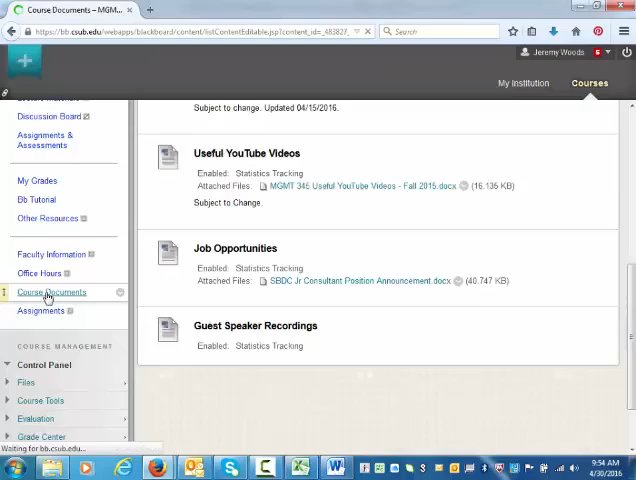 Course Documents – MGM...
https://bb.csub.edu/webapps/blackboard/content/listContentEditable.jsp?content_id=_48382
Search
Jeremy Woods
My Institution
Courses
Discussion Board
Assignments &
Assessments
My Grades
Bb Tutorial
Other Resources
Faculty Information
Office Hours
Course Documents
Assignments
COURSE MANAGEMENT
Control Panel
Files
Course Tools
Evaluation
Grade Center
Subject to change. Updated 04/15/2016.
Useful YouTube Videos
Enabled: Statistics Tracking
Attached Files: MGMT 345 Useful YouTube Videos - Fall 2015.docx (16.135 KB)
Subject to Change.
Job Opportunities
Enabled: Statistics Tracking
Attached Files: SBDC Jr Consultant Position Announcement.docx (40.747 KB)
Guest Speaker Recordings
Enabled: Statistics Tracking
Waiting for bb.csub.edu...
9:54 AM
4/30/2016